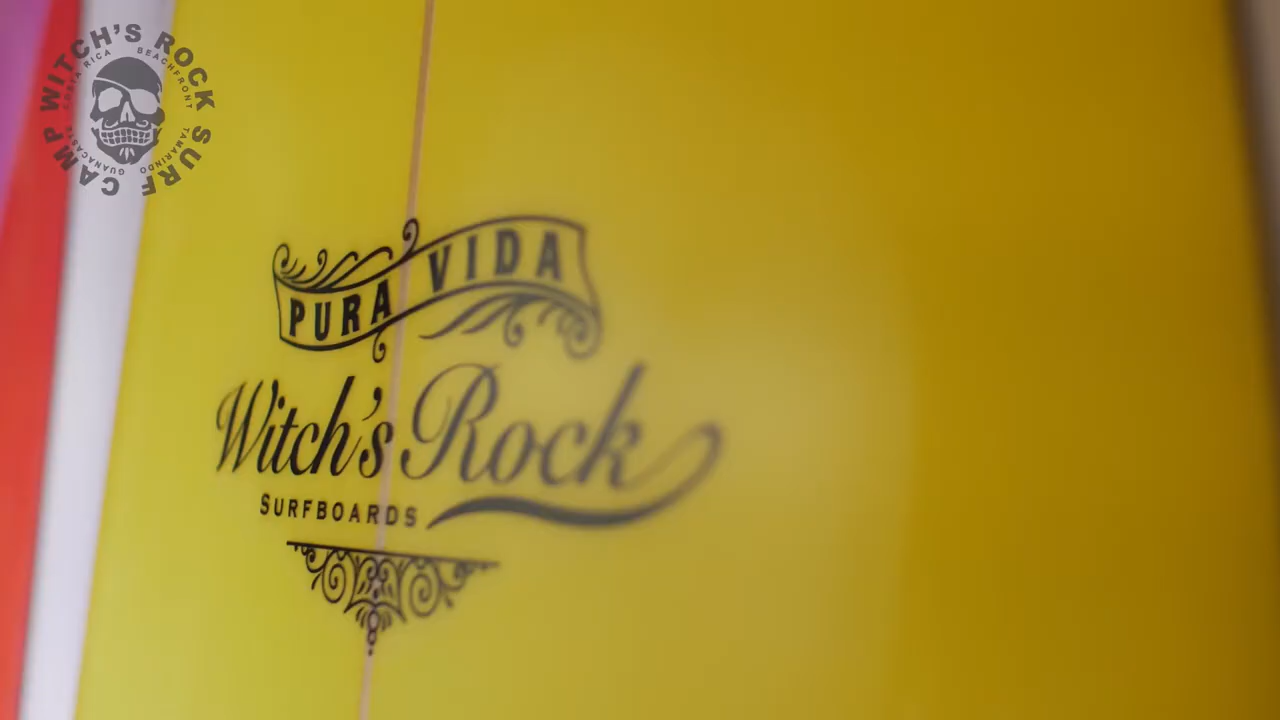 WITCH'S ROCK SURF CAMP
COSTA RICA BEACHFRONT
GUANACASTE TAMARINDO
PURA VIDA
Witch's Rock
SURFBOARDS